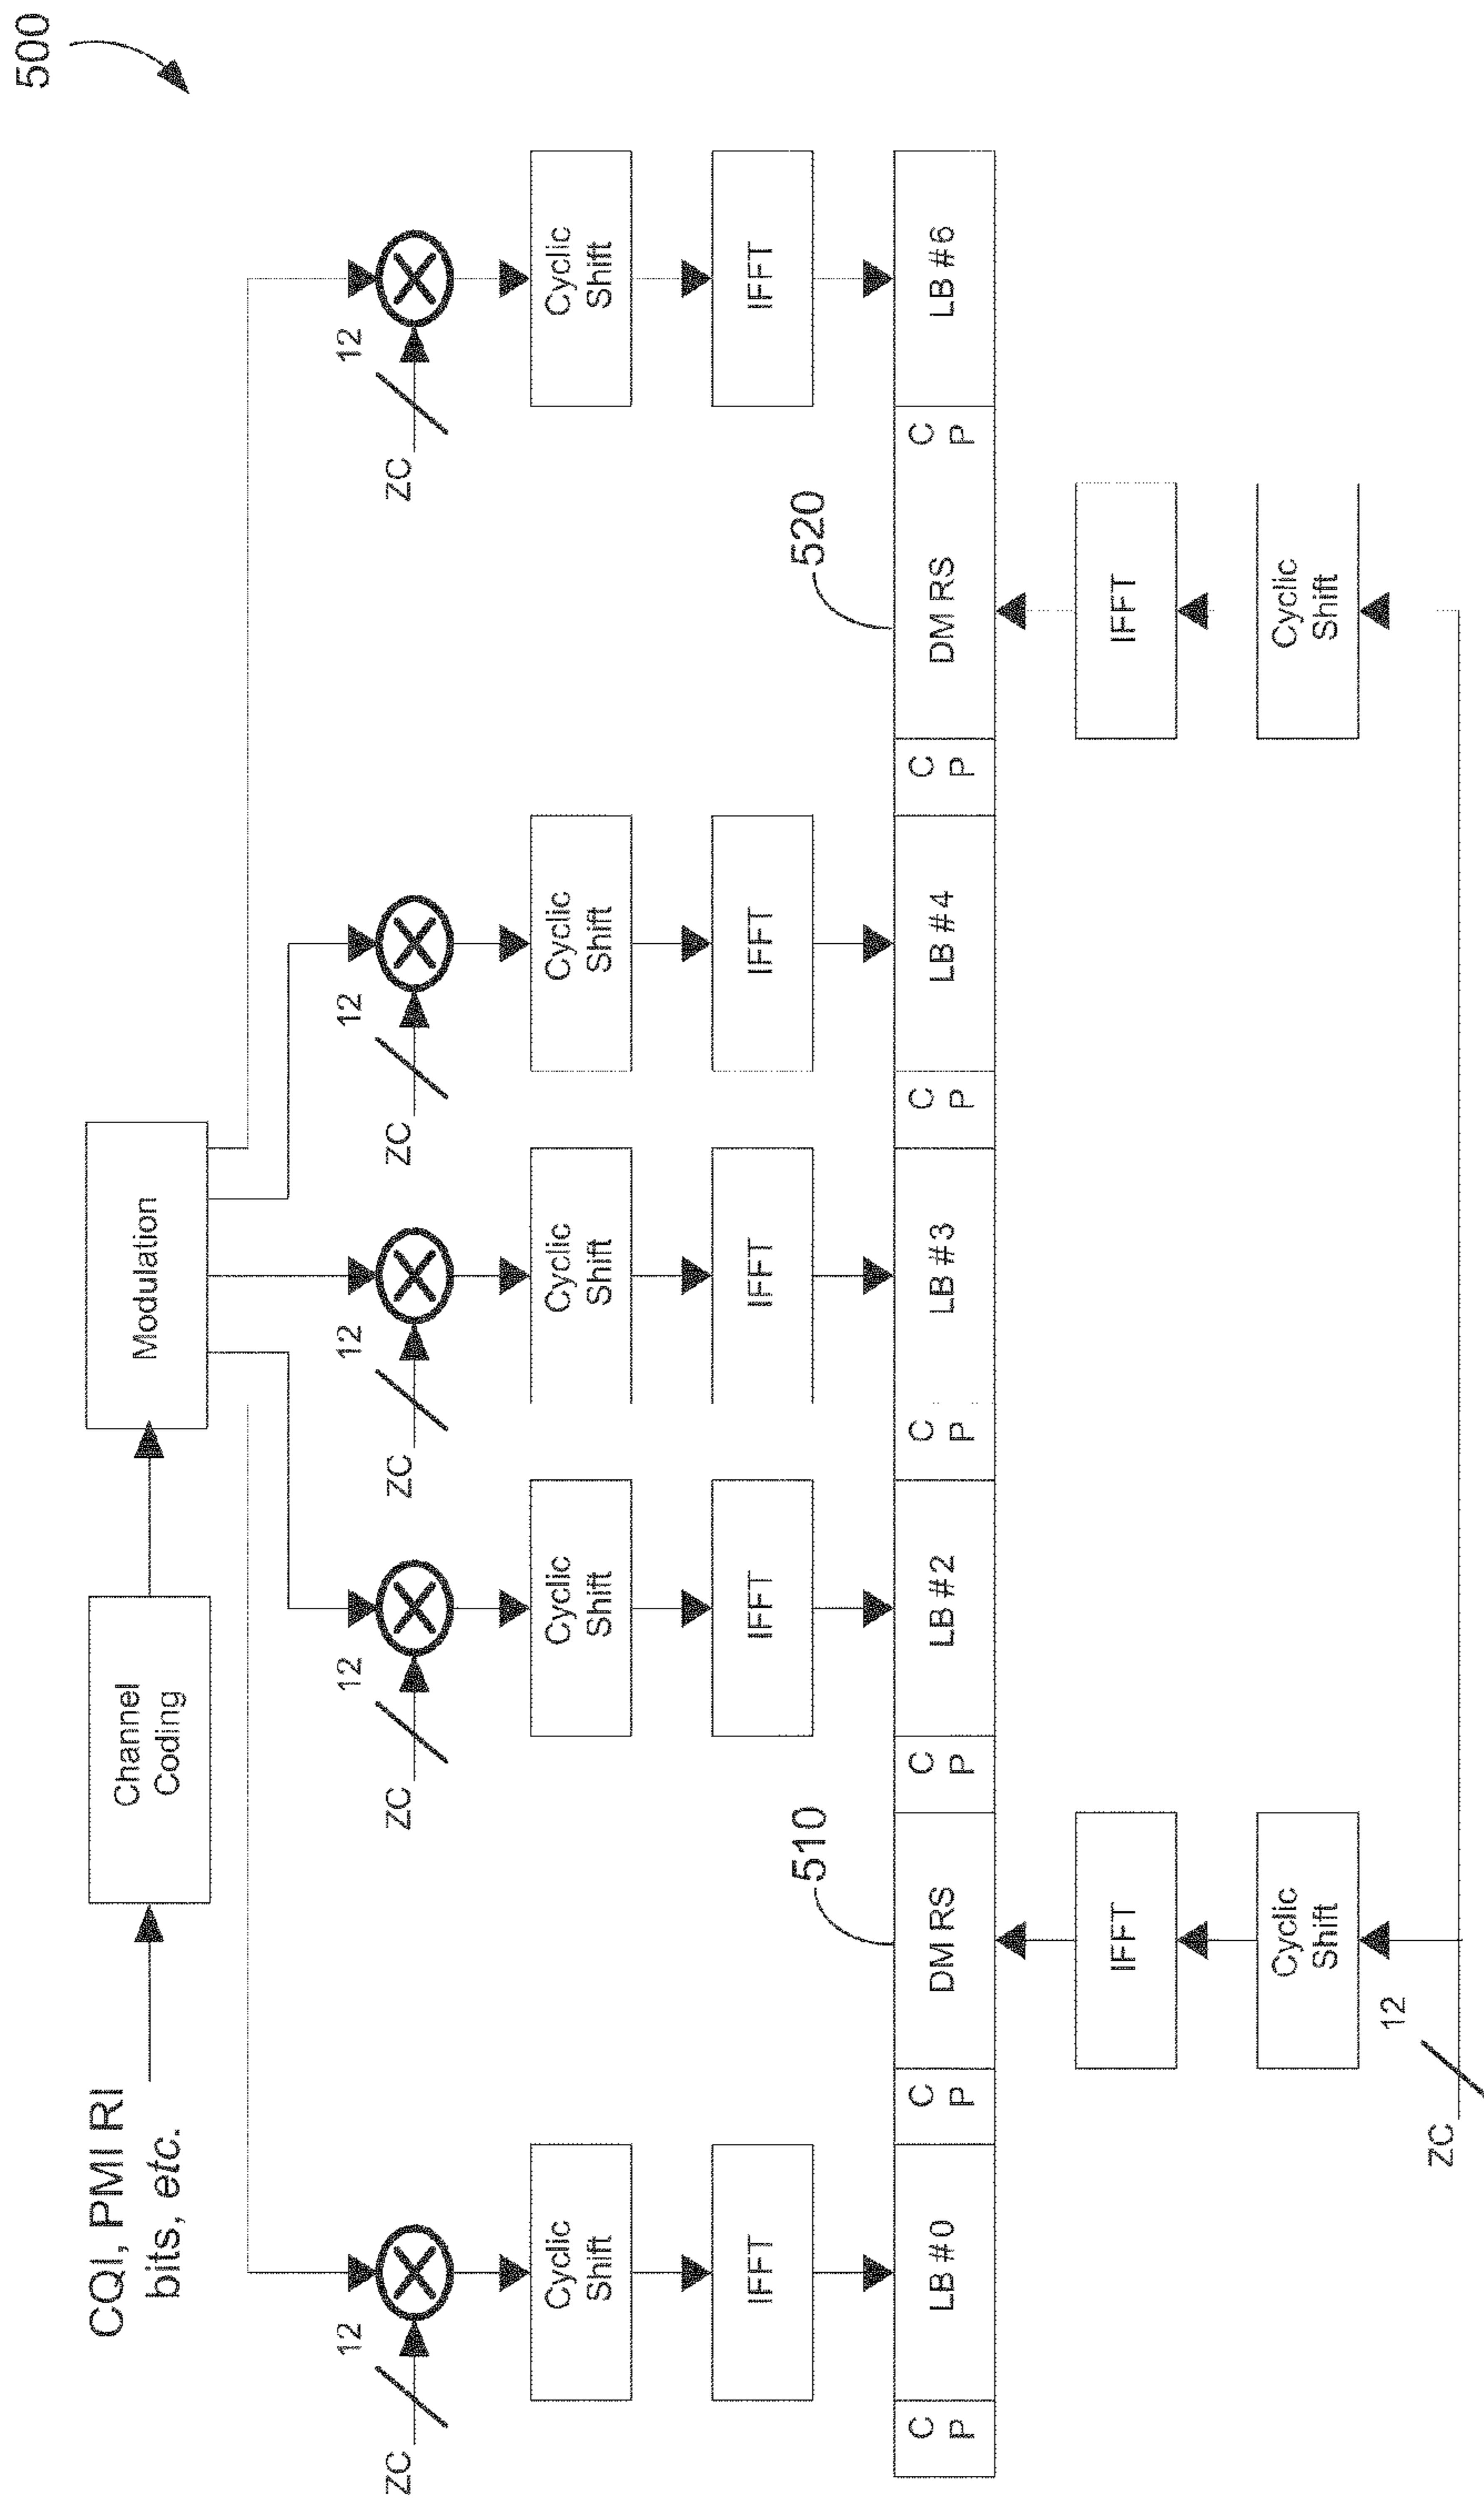 500
CQI, PMI RI
bits, etc.
Channel
Coding
Modulation
ZC
12
ZC
12
ZC
12
ZC
12
ZC
12
Cyclic
Shift
Cyclic
Shift
Cyclic
Shift
Cyclic
Shift
Cyclic
Shift
IFFT
IFFT
IFFT
IFFT
IFFT
510
520
C
P
LB #0
C
P
DM RS
C
P
LB #2
C
P
LB #3
C
P
LB #4
C
P
DM RS
C
P
LB #6
IFFT
IFFT
Cyclic
Shift
Cyclic
Shift
ZC
12